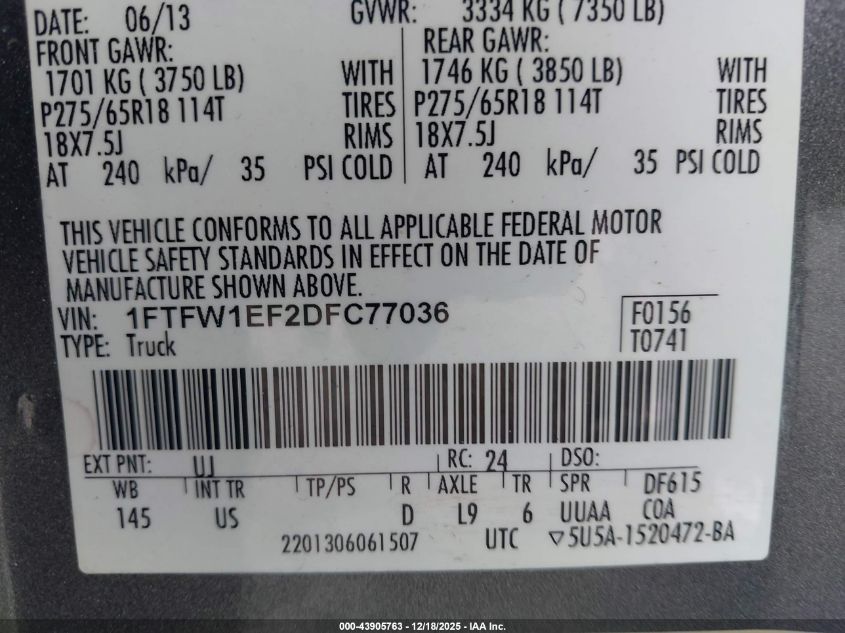 DATE: 06/13 GVWR: 3334 KG ( 7350 LB)
FRONT GAWR: REAR GAWR:
1701 KG ( 3750 LB) WITH 1746 KG ( 3850 LB) WITH
P275/65R18 114T TIRES P275/65R18 114T TIRES
18X7.5J RIMS 18X7.5J RIMS
AT 240 kPa/ 35 PSI COLD AT 240 kPa/ 35 PSI COLD
THIS VEHICLE CONFORMS TO ALL APPLICABLE FEDERAL MOTOR
VEHICLE SAFETY STANDARDS IN EFFECT ON THE DATE OF
MANUFACTURE SHOWN ABOVE.
VIN: 1FTFW1EF2DFC77036 F0156
TYPE: Truck T0741
EXT PNT: UJ RC: 24 DSO:
WB INT TR TP/PS R AXLE TR SPR DF615
145 US D L9 6 UUAA COA
2201306061507 UTC ▽5U5A-1520472-BA
000-43905763 - 12/18/2025 - IAA Inc.